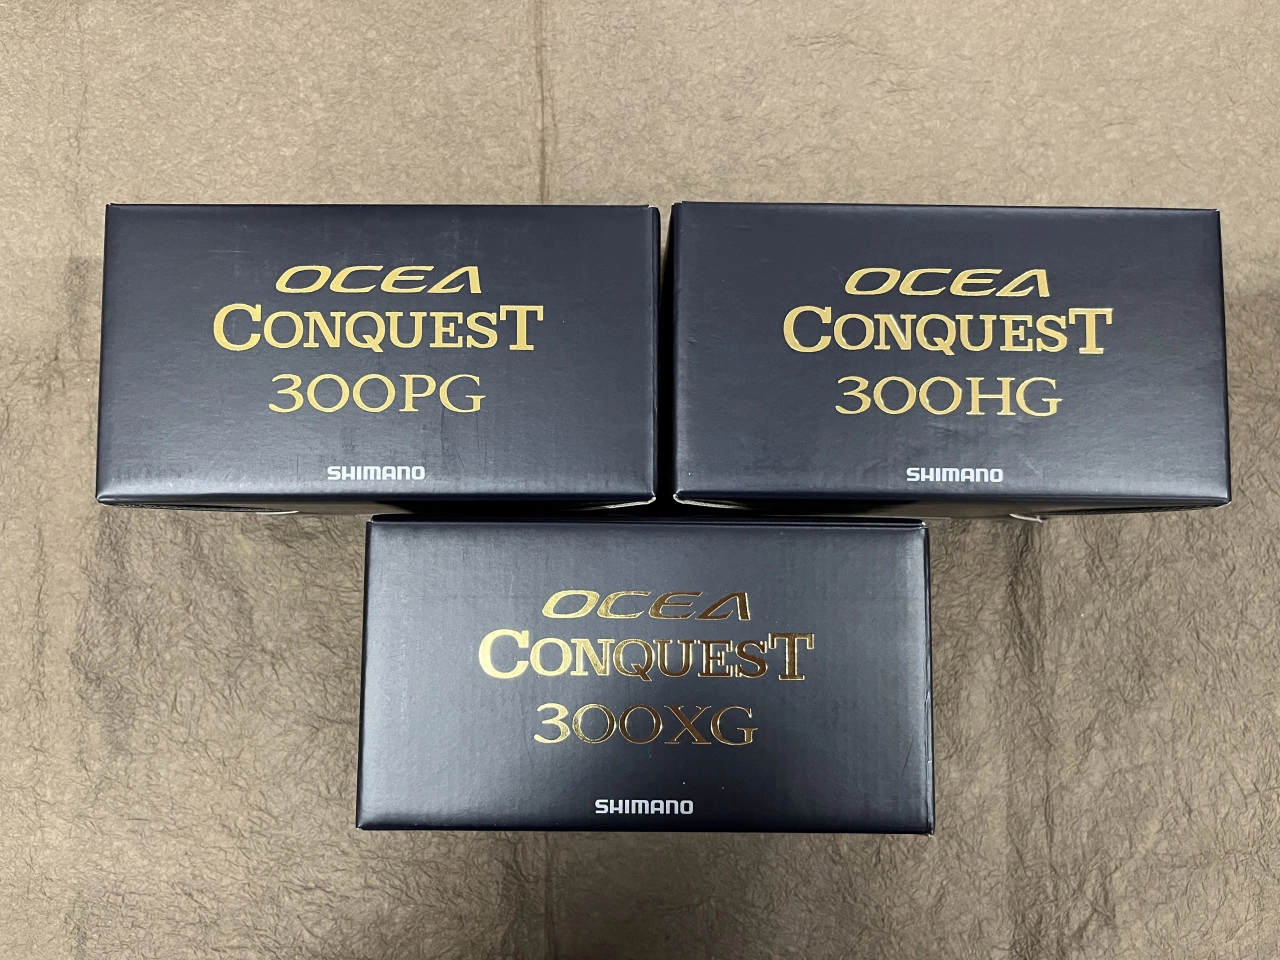 OCEA
CONQUEST
300PG
SHIMANO
OCEA
CONQUEST
300HG
SHIMANO
OCEA
CONQUEST
300XG
SHIMANO